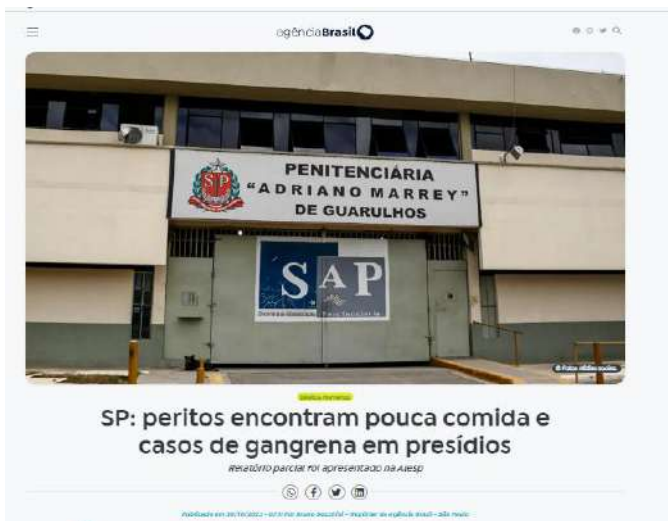 agênciaBrasil
SP
PENITENCIÁRIA
"ADRIANO MARREY"
DE GUARULHOS
SAP
SP: peritos encontram pouca comida e
casos de gangrena em presídios
Relatório parcial foi apresentado na Alesp